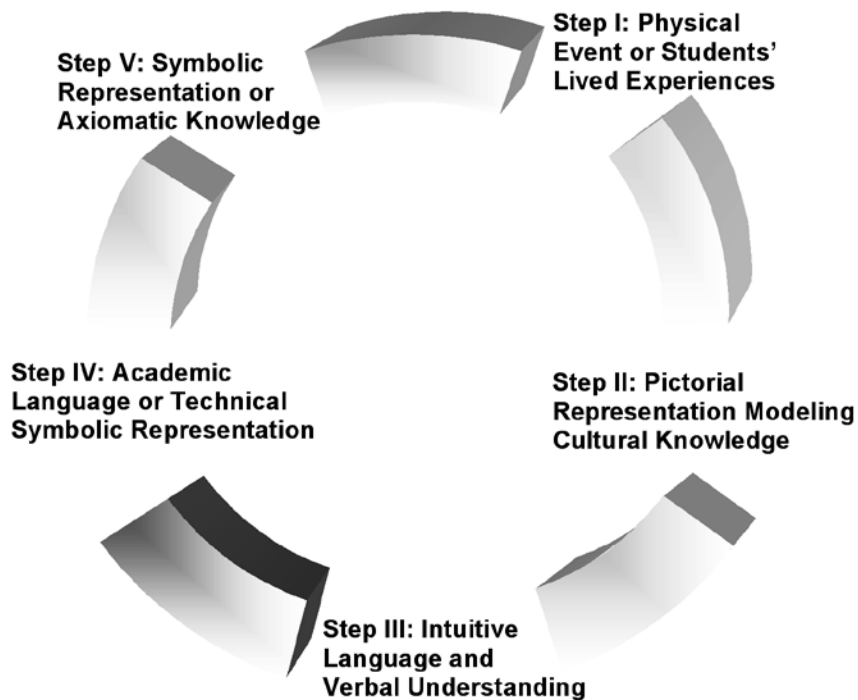 Step I: Physical
Event or Students’
Lived Experiences
Step II: Pictorial
Representation Modeling
Cultural Knowledge
Step III: Intuitive
Language and
Verbal Understanding
Step IV: Academic
Language or Technical
Symbolic Representation
Step V: Symbolic
Representation or
Axiomatic Knowledge